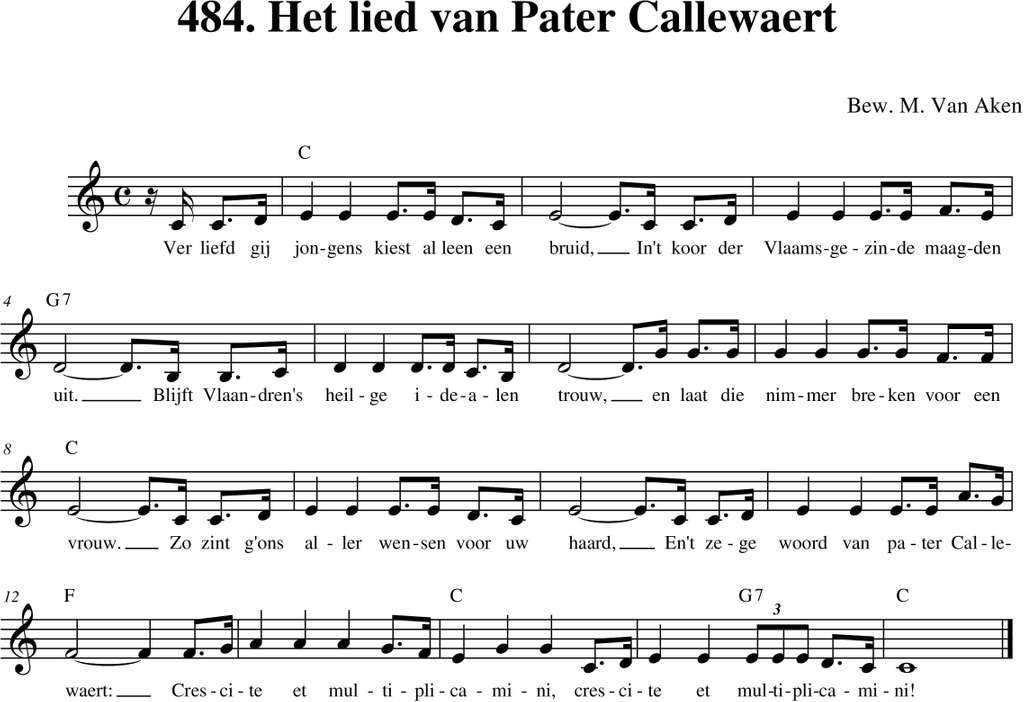 484. Het lied van Pater Callewaert
Bew. M. Van Aken
C
Ver liefd gij jon - gens kiest al leen een bruid, In't koor der Vlaams - ge - zin - de maag - den
4 G7
uit. Blijft Vlaan - dren's heil - ge i - de - a - len trouw, en laat die nim - mer bre - ken voor een
8 C
vrouw. Zo zint g'ons al - ler wen - sen voor uw haard, En't ze - ge woord van pa - ter Cal - le -
12 F C G7 3 C
waert: Cres - ci - te et mul - ti - pli - ca - mi - ni, cres - ci - te et mul - ti - pli - ca - mi - ni!